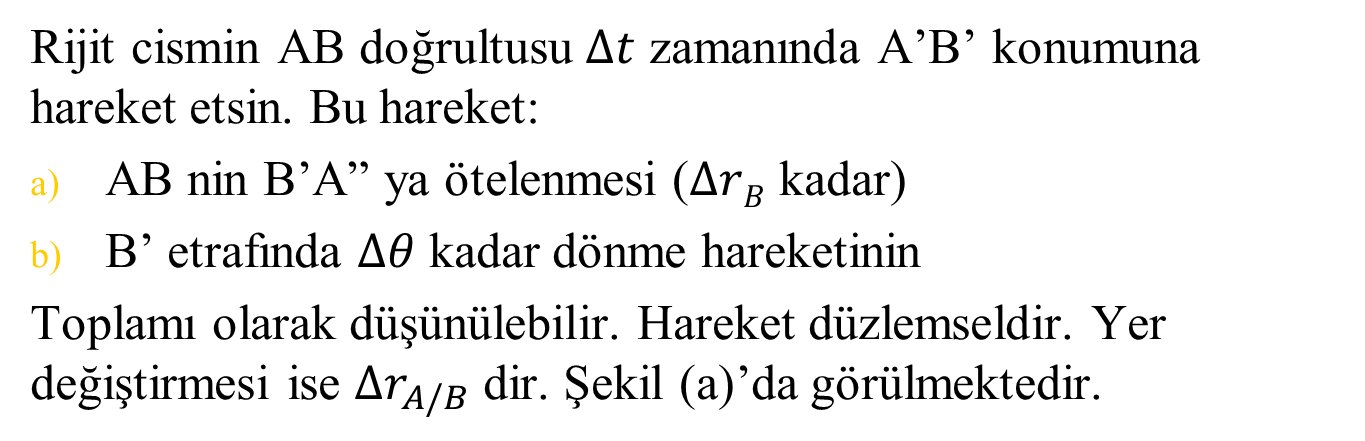 Rijit cismin AB doğrultusu Δt zamanında A’B’ konumuna
hareket etsin. Bu hareket:
a) AB nin B’A” ya ötelenmesi (Δr_B kadar)
b) B’ etrafında Δθ kadar dönme hareketinin
Toplamı olarak düşünülebilir. Hareket düzlemseldir. Yer
değiştirmesi ise Δr_A/B dir. Şekil (a)’da görülmektedir.